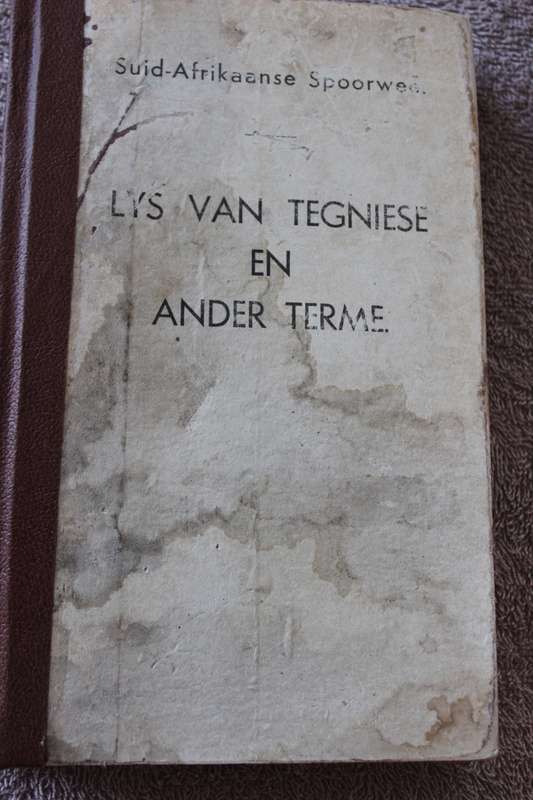 Suid-Afrikaanse Spoorweë.
LYS VAN TEGNIESE
EN
ANDER TERME.